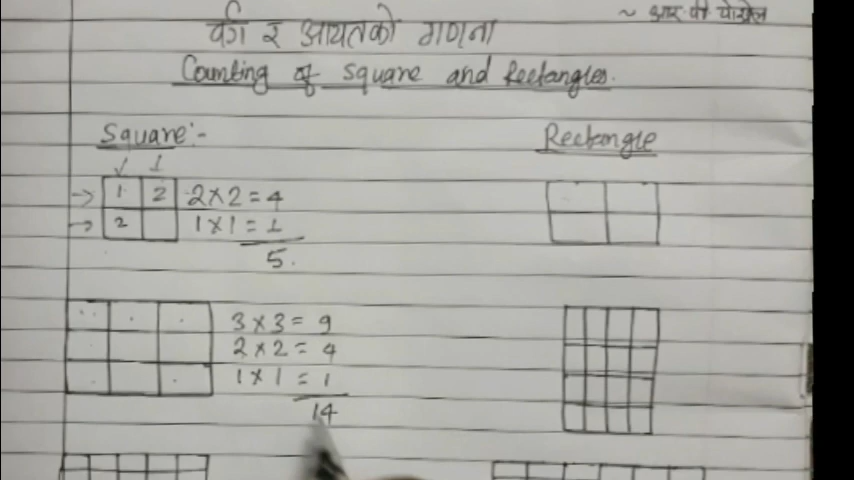 ~ आर. वी. पोखेल
वर्ग र आयतको गणना
Counting of square and Rectangles.
Square:-
1 2 2×2=4
2 1×1=1
5.
3×3=9
2×2=4
1×1=1
14
Rectangle